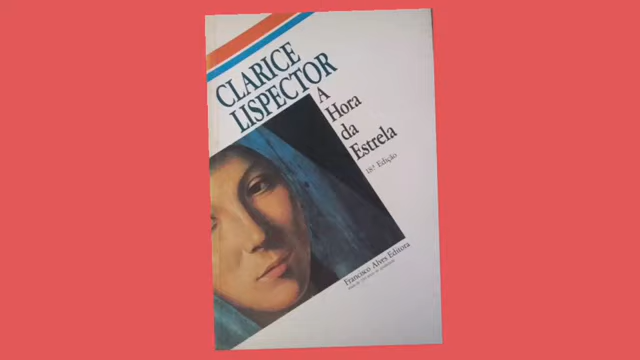 CLARICE
LISPECTOR
A
Hora
da
Estrela
18ª Edição
Francisco Alves Editora